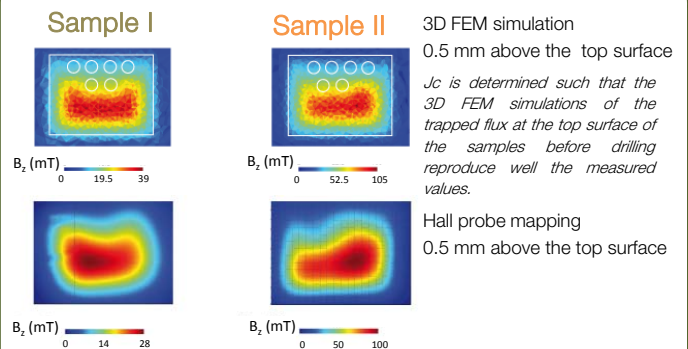 Sample I
Sample II
3D FEM simulation
0.5 mm above the top surface
Jc is determined such that the
3D FEM simulations of the
trapped flux at the top surface of
the samples before drilling
reproduce well the measured
values.
Bz (mT)
0 19.5 39
Bz (mT)
0 52.5 105
Hall probe mapping
0.5 mm above the top surface
Bz (mT)
0 14 28
Bz (mT)
0 50 100